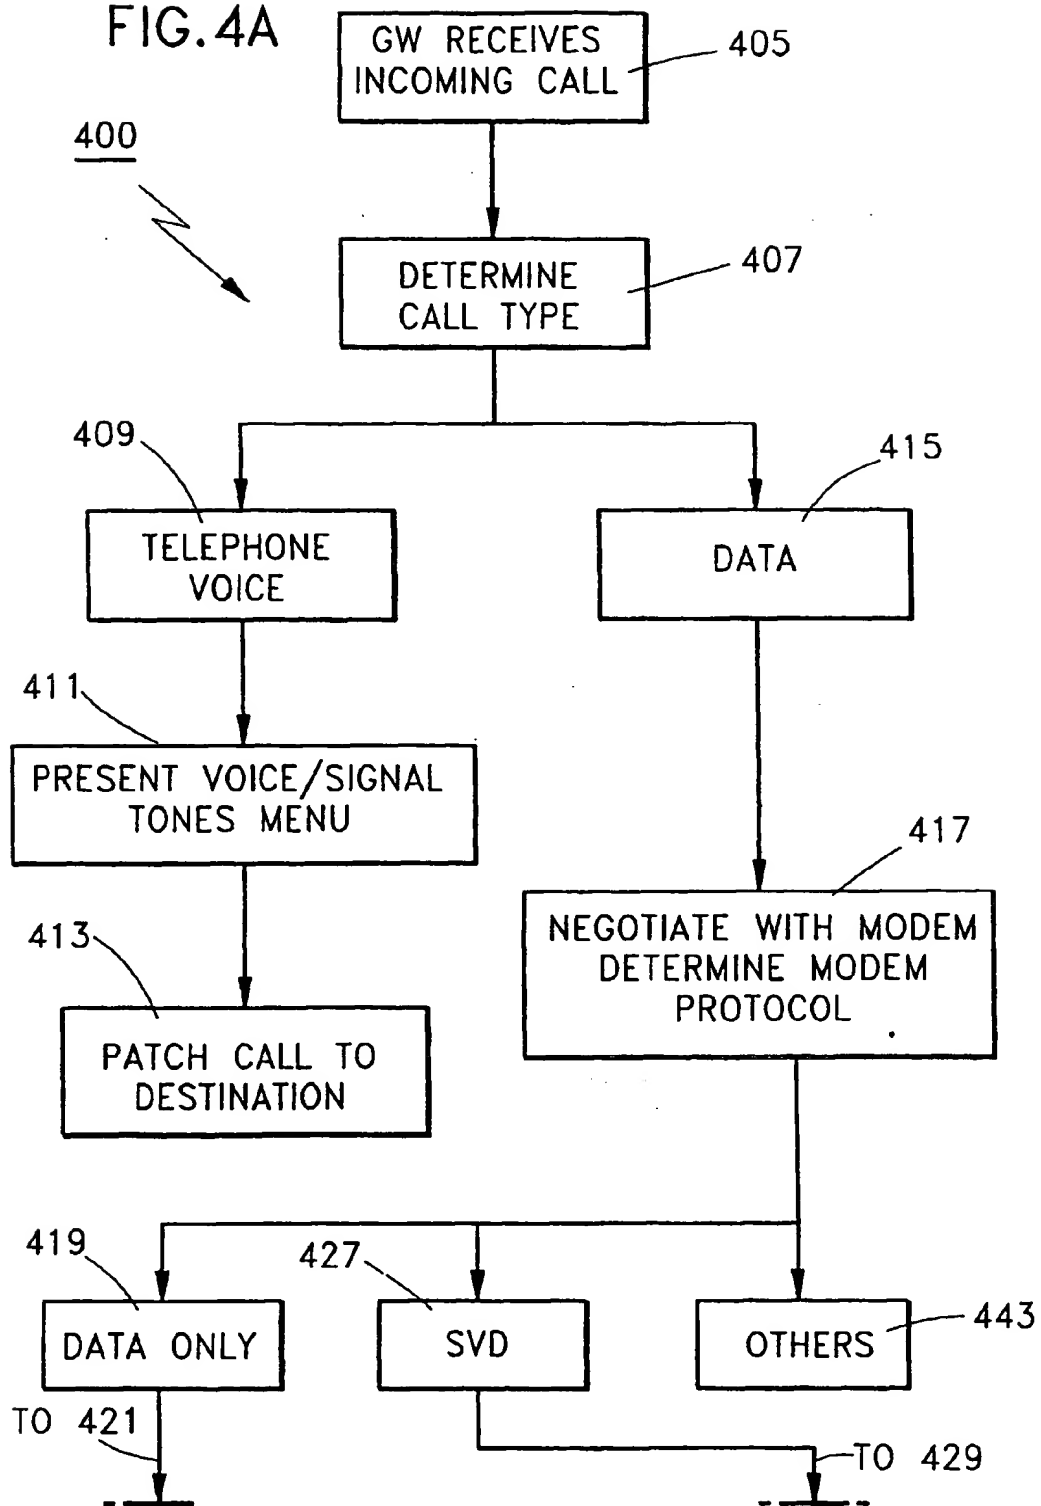 FIG.4A
GW RECEIVES
INCOMING CALL
405
400
DETERMINE
CALL TYPE
407
409
415
TELEPHONE
VOICE
DATA
411
PRESENT VOICE/SIGNAL
TONES MENU
417
413
NEGOTIATE WITH MODEM
DETERMINE MODEM
PROTOCOL
PATCH CALL TO
DESTINATION
419
427
DATA ONLY
SVD
OTHERS
443
TO 421
TO 429